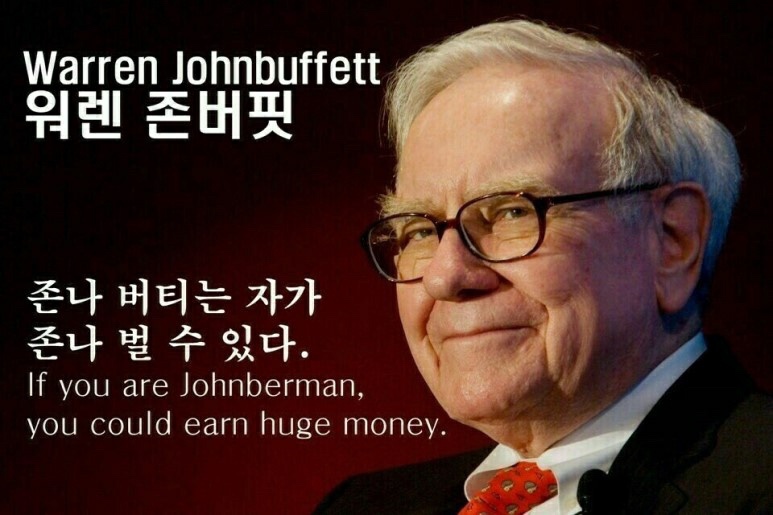 Warren Johnbuffett
워렌 존버핏
존나 버티는 자가
존나 벌 수 있다.
If you are Johnberman,
you could earn huge money.